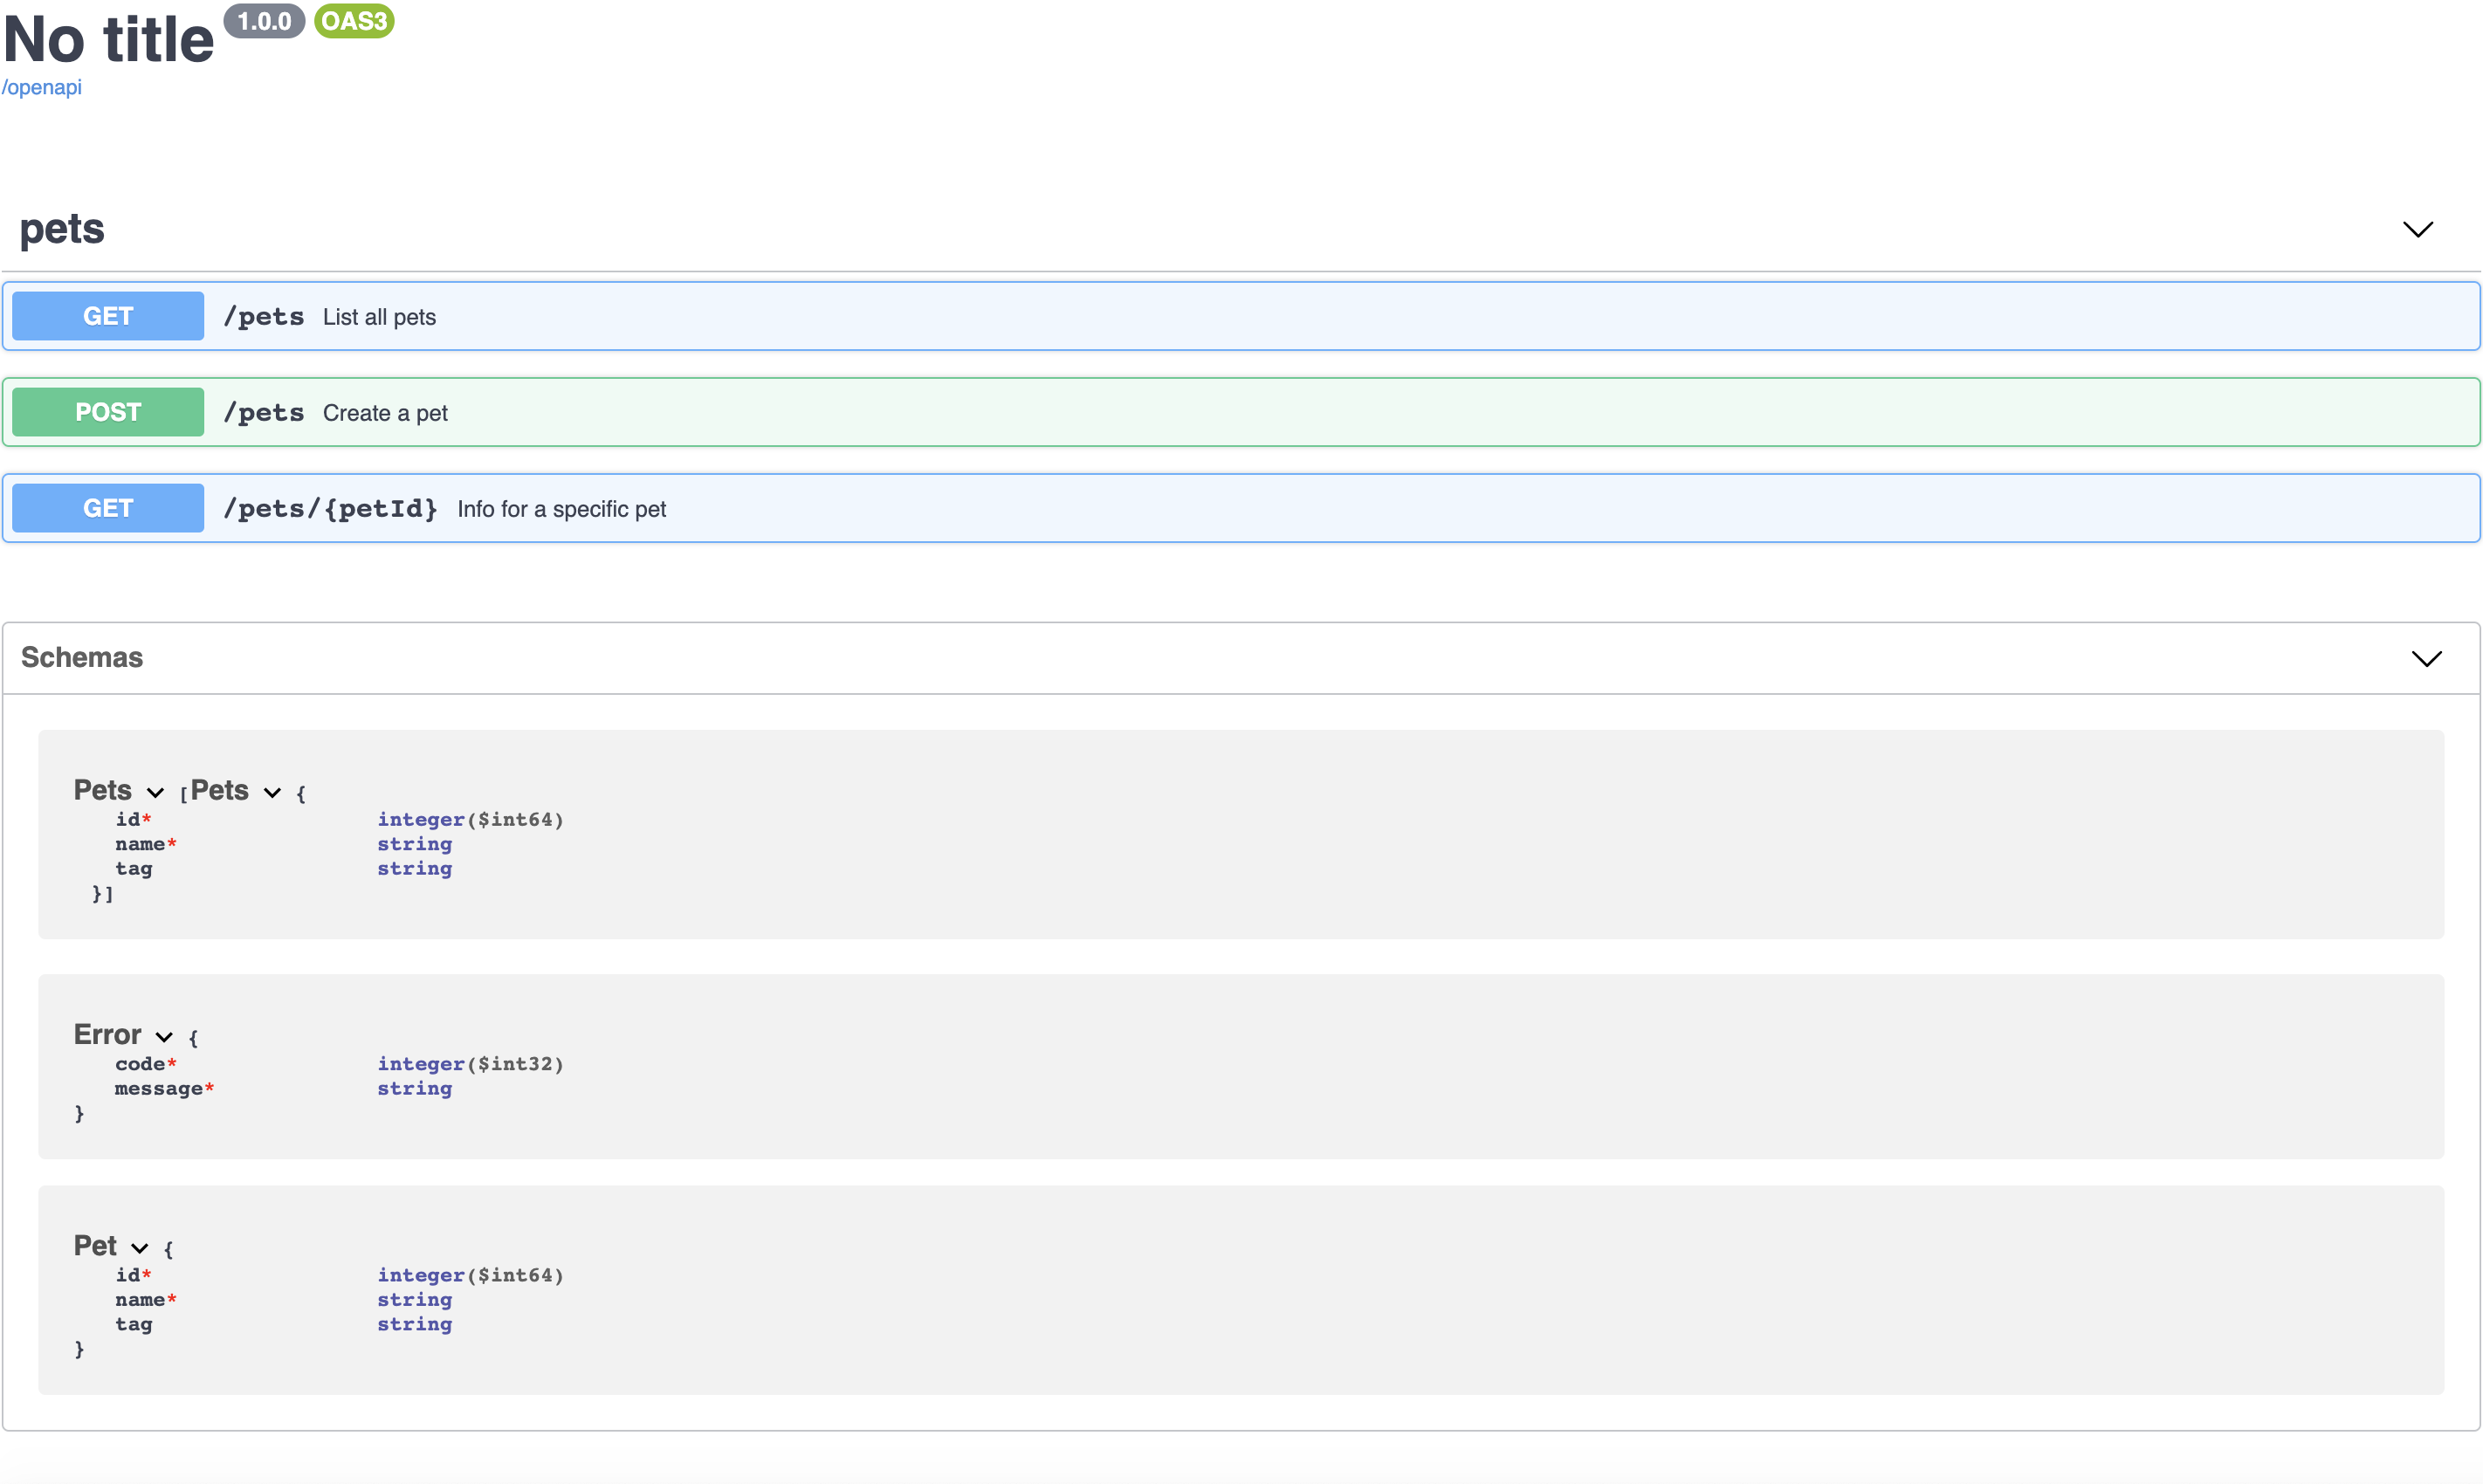 No title 1.0.0 OAS3
/openapi
pets
GET /pets List all pets
POST /pets Create a pet
GET /pets/{petId} Info for a specific pet
Schemas
Pets [Pets {
id* integer($int64)
name* string
tag string
}]
Error {
code* integer($int32)
message* string
}
Pet {
id* integer($int64)
name* string
tag string
}